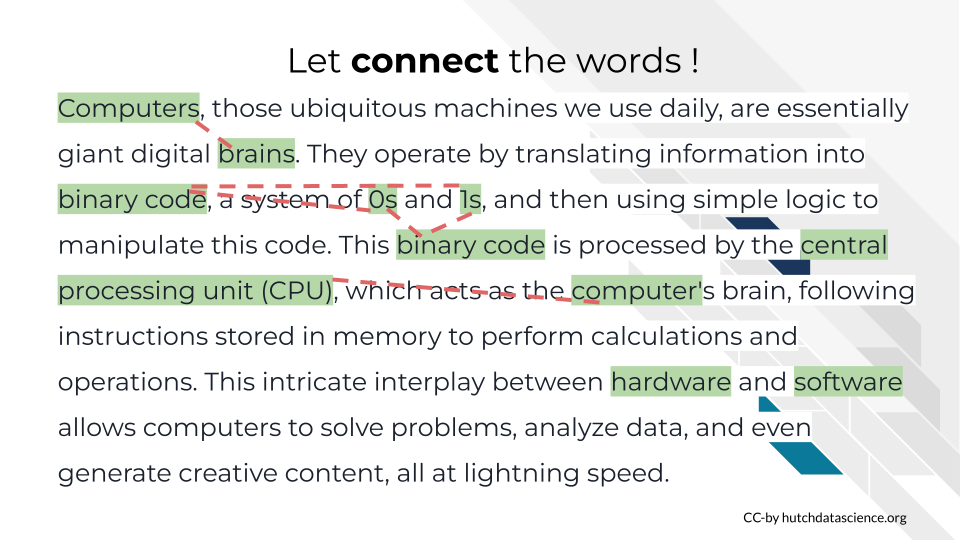 Let connect the words !
Computers, those ubiquitous machines we use daily, are essentially
giant digital brains. They operate by translating information into
binary code, a system of 0s and 1s, and then using simple logic to
manipulate this code. This binary code is processed by the central
processing unit (CPU), which acts as the computer's brain, following
instructions stored in memory to perform calculations and
operations. This intricate interplay between hardware and software
allows computers to solve problems, analyze data, and even
generate creative content, all at lightning speed.
CC-by hutchdatascience.org